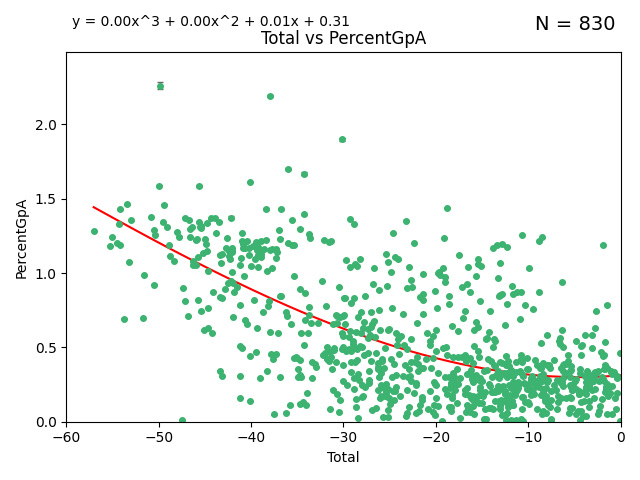 y = 0.00x^3 + 0.00x^2 + 0.01x + 0.31
N = 830
Total vs PercentGpA
PercentGpA
2.0
1.5
1.0
0.5
0.0
−60 −50 −40 −30 −20 −10 0
Total